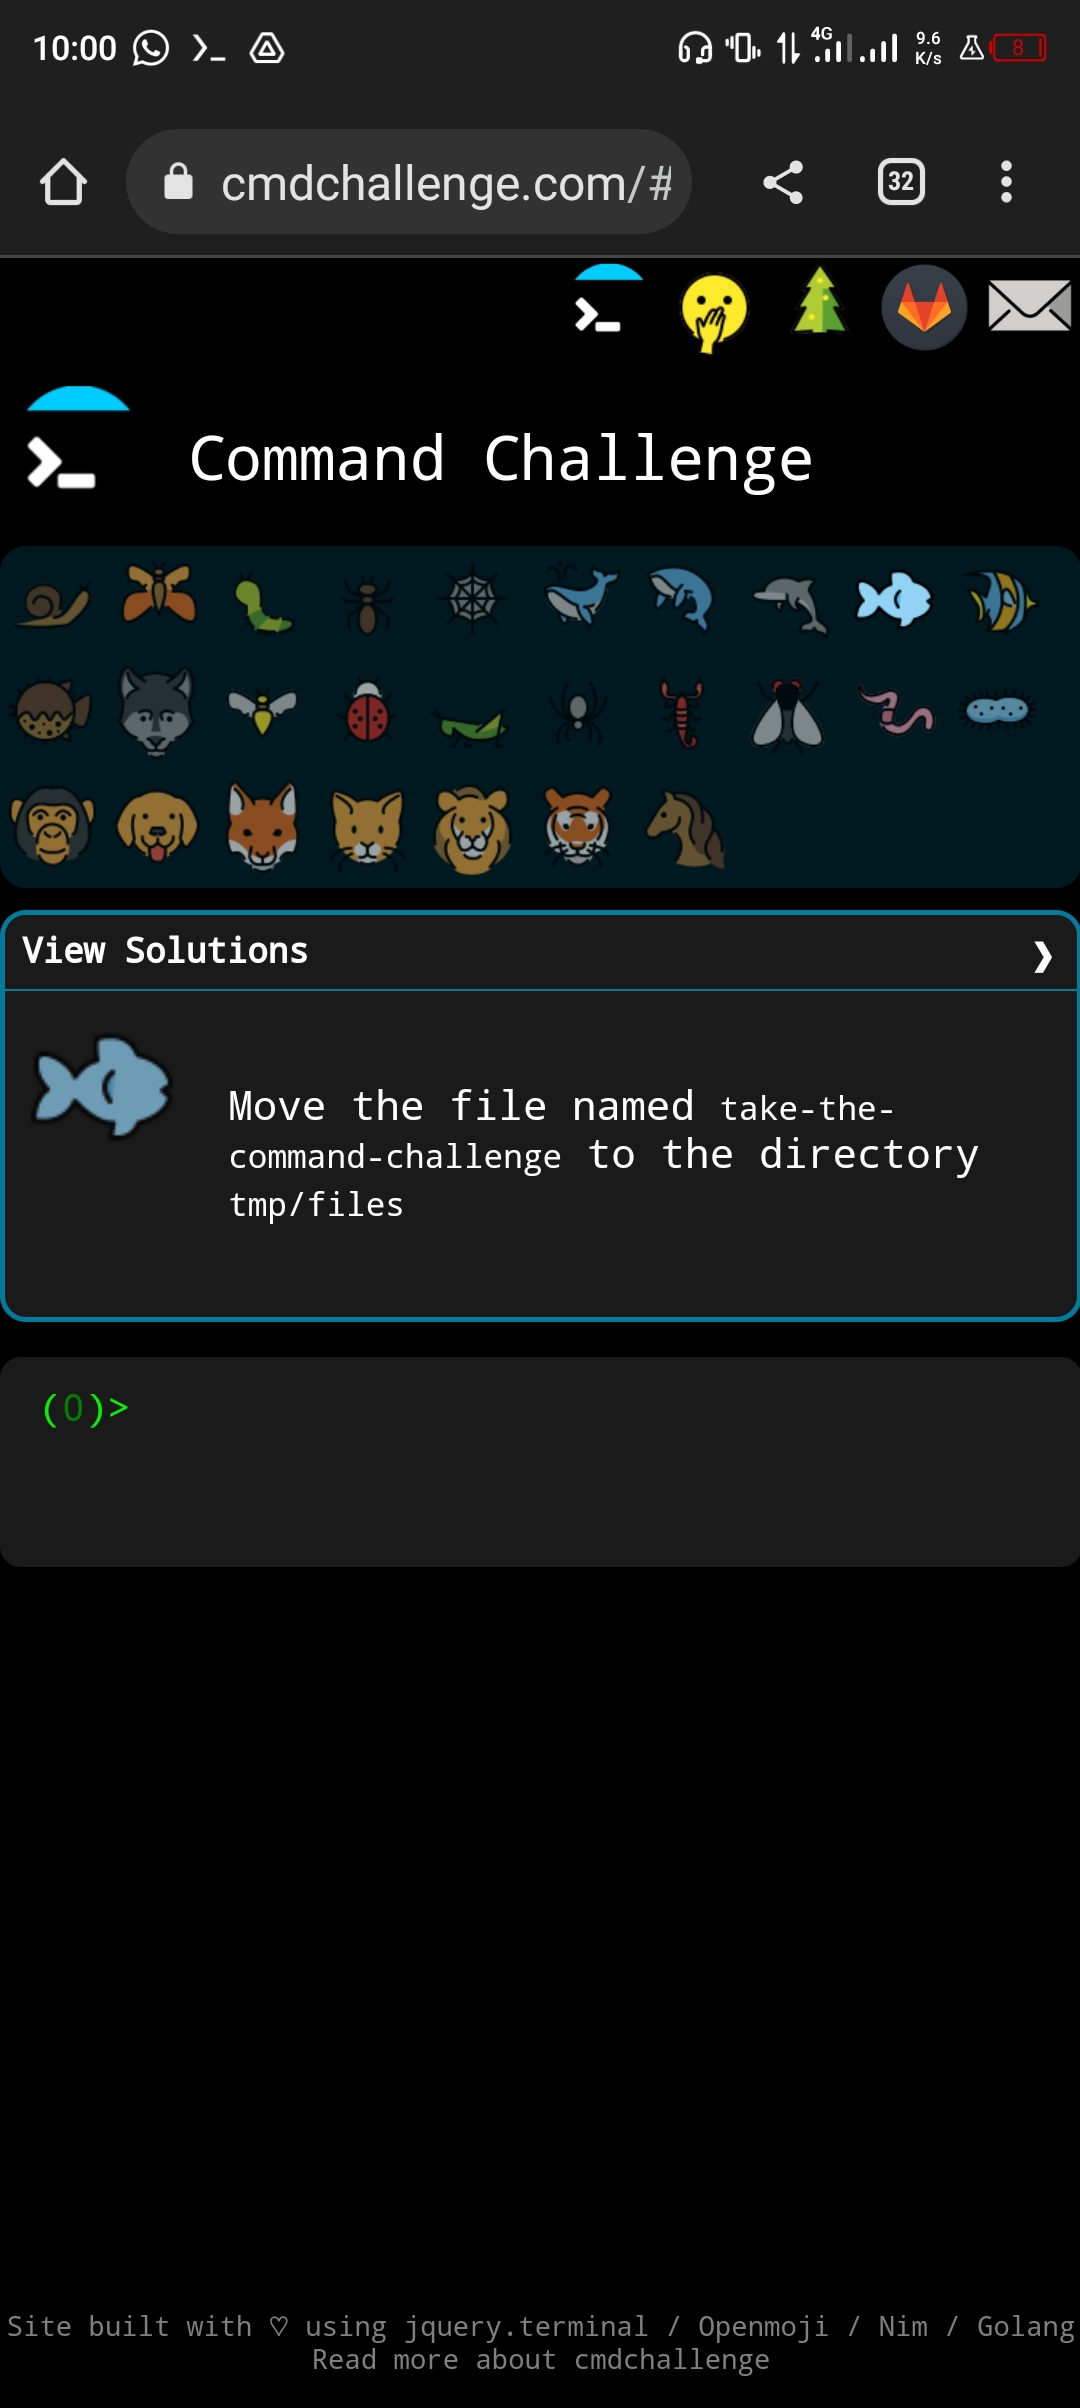 10:00
4G
9.6
K/s
8
cmdchallenge.com/#
32
Command Challenge
View Solutions
Move the file named take-the-
command-challenge to the directory
tmp/files
(0)>
Site built with ♡ using jquery.terminal / Openmoji / Nim / Golang
Read more about cmdchallenge